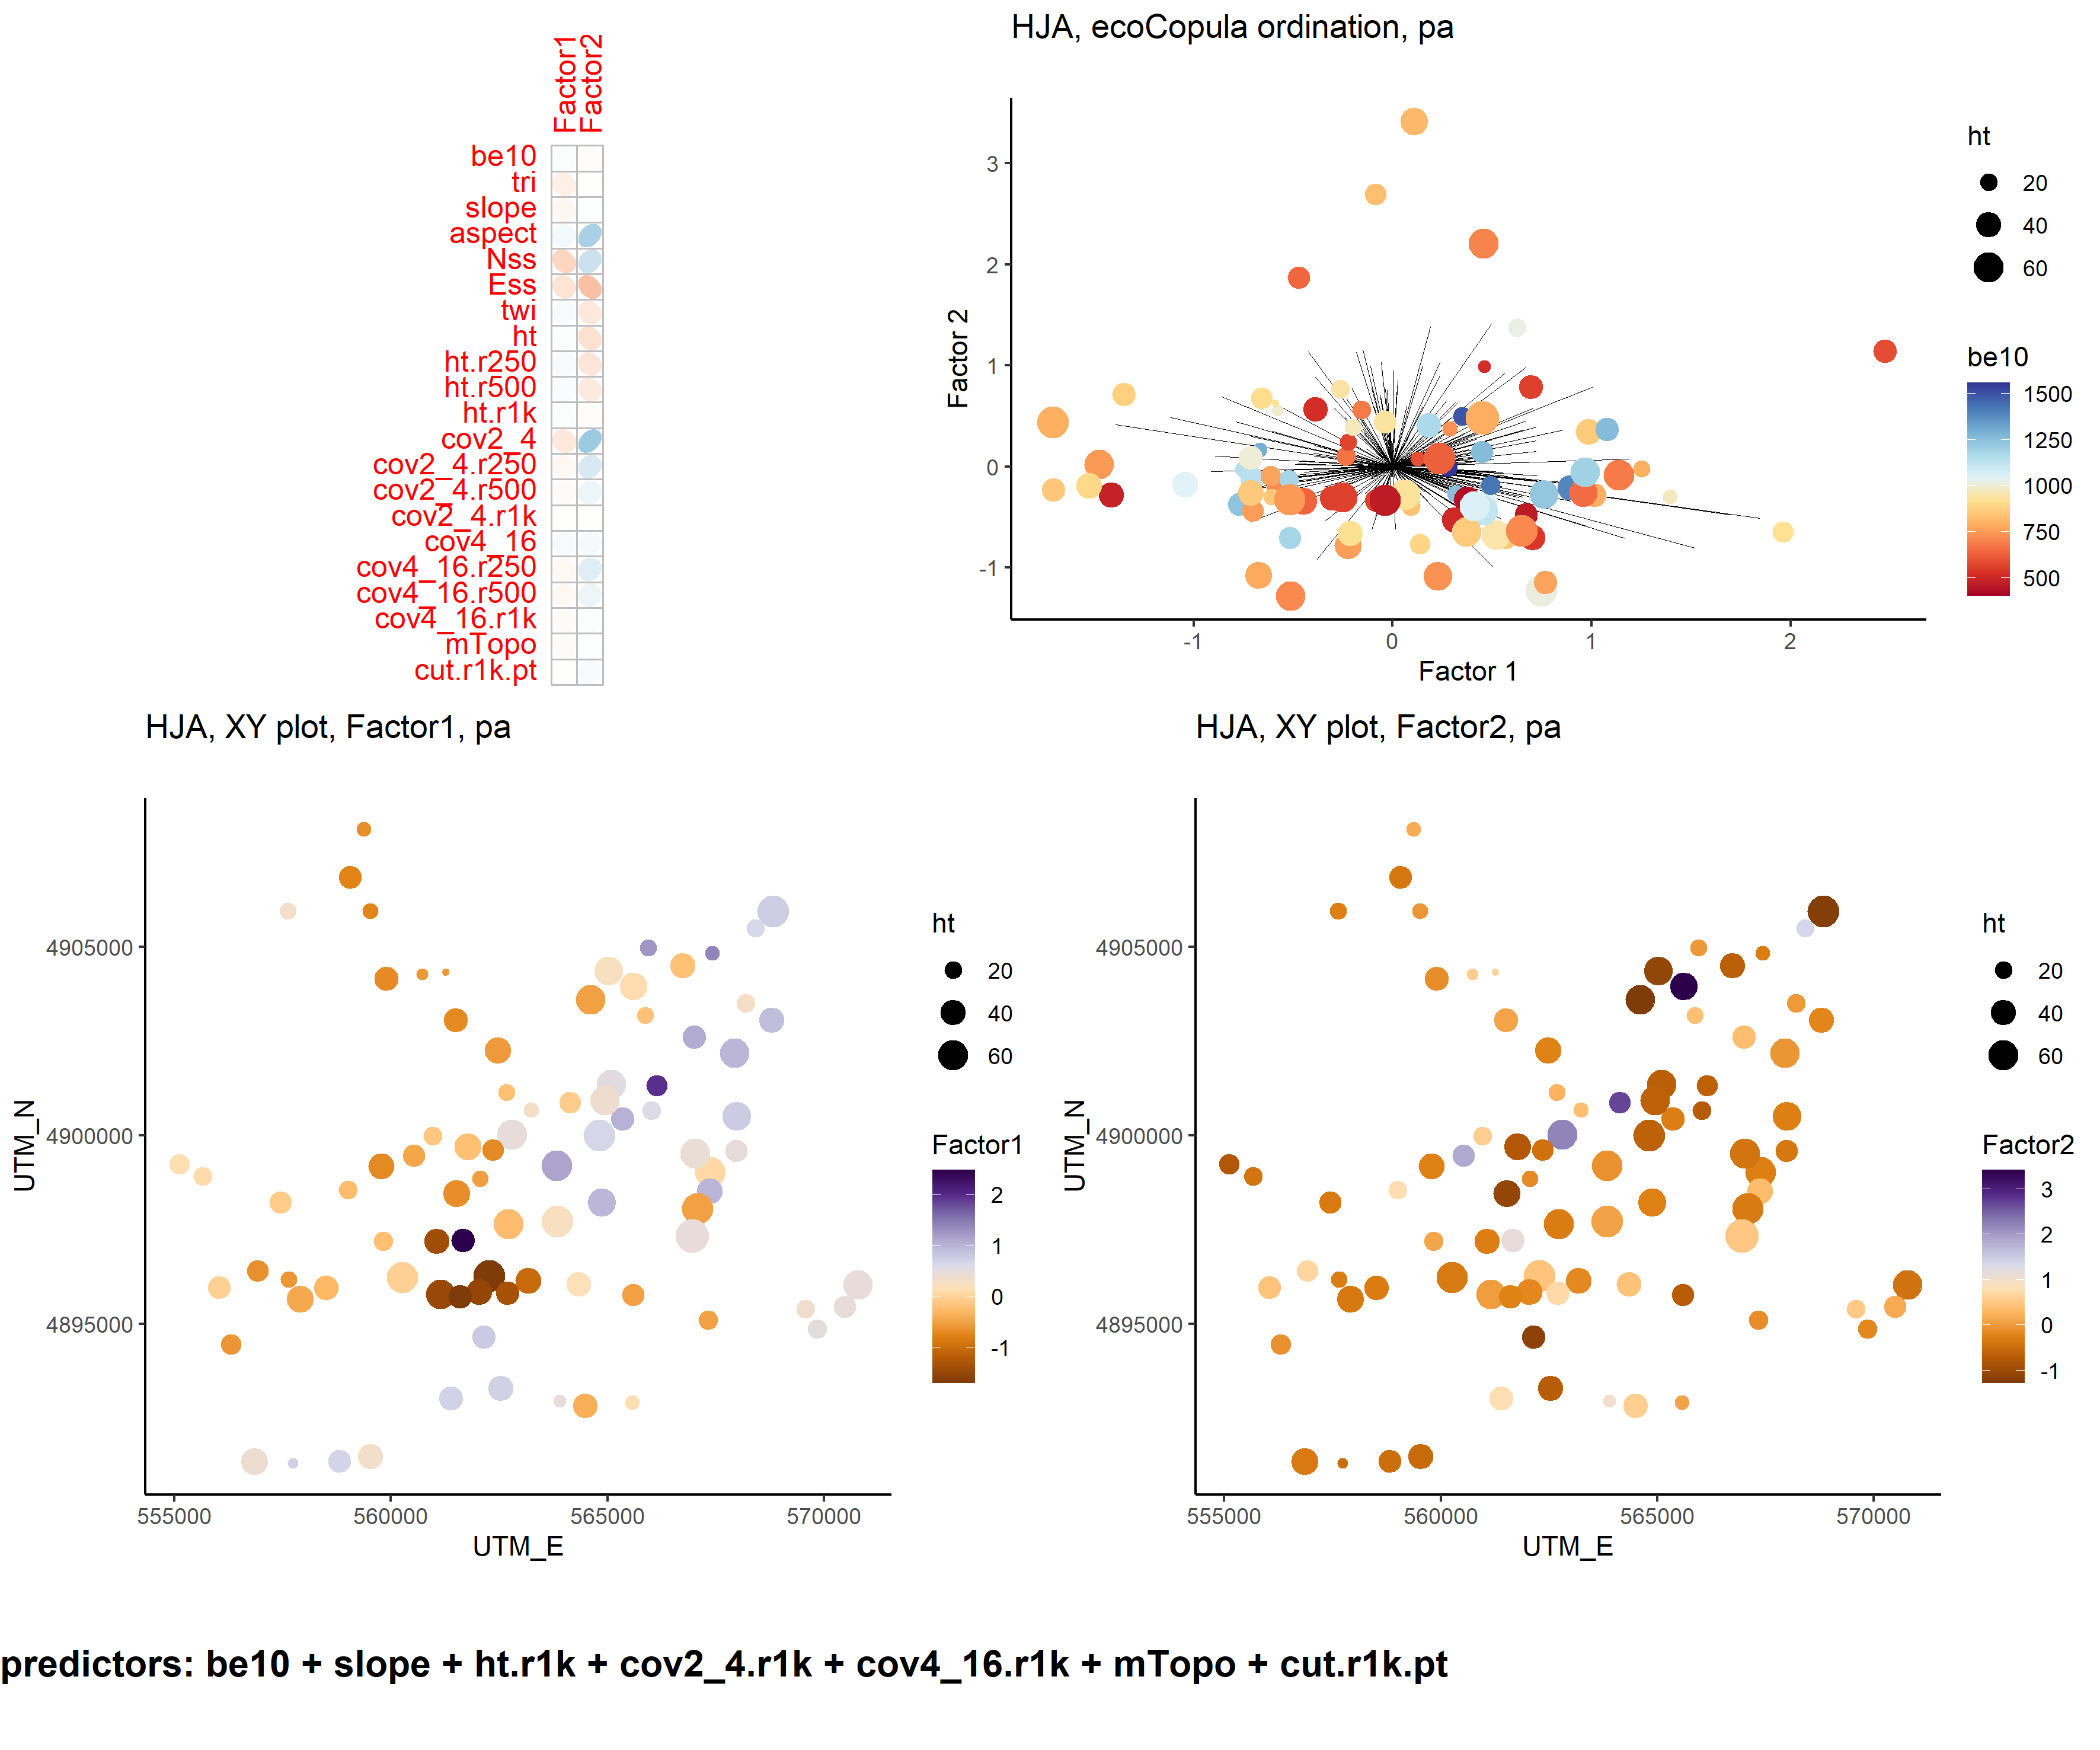 Factor1
Factor2
be10
tri
slope
aspect
Nss
Ess
twi
ht
ht.r250
ht.r500
ht.r1k
cov2_4
cov2_4.r250
cov2_4.r500
cov2_4.r1k
cov4_16
cov4_16.r250
cov4_16.r500
cov4_16.r1k
mTopo
cut.r1k.pt
HJA, ecoCopula ordination, pa
Factor 2
3
2
1
0
-1
-1
0
1
2
Factor 1
ht
20
40
60
be10
1500
1250
1000
750
500
HJA, XY plot, Factor1, pa
UTM_N
4905000
4900000
4895000
555000
560000
565000
570000
UTM_E
ht
20
40
60
Factor1
2
1
0
-1
HJA, XY plot, Factor2, pa
UTM_N
4905000
4900000
4895000
555000
560000
565000
570000
UTM_E
ht
20
40
60
Factor2
3
2
1
0
-1
predictors: be10 + slope + ht.r1k + cov2_4.r1k + cov4_16.r1k + mTopo + cut.r1k.pt